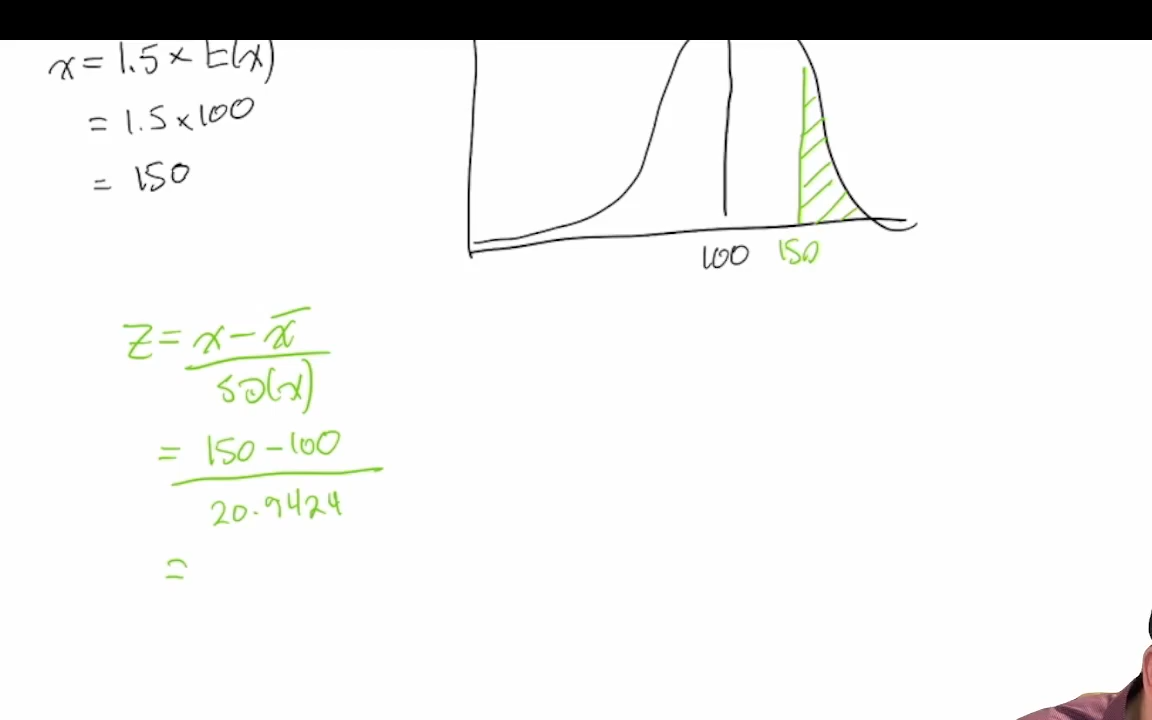 x = 1.5 × E(x)
= 1.5 × 100
= 150
100 150
Z = x - x̄
SD(x)
= 150 - 100
20.9424
=